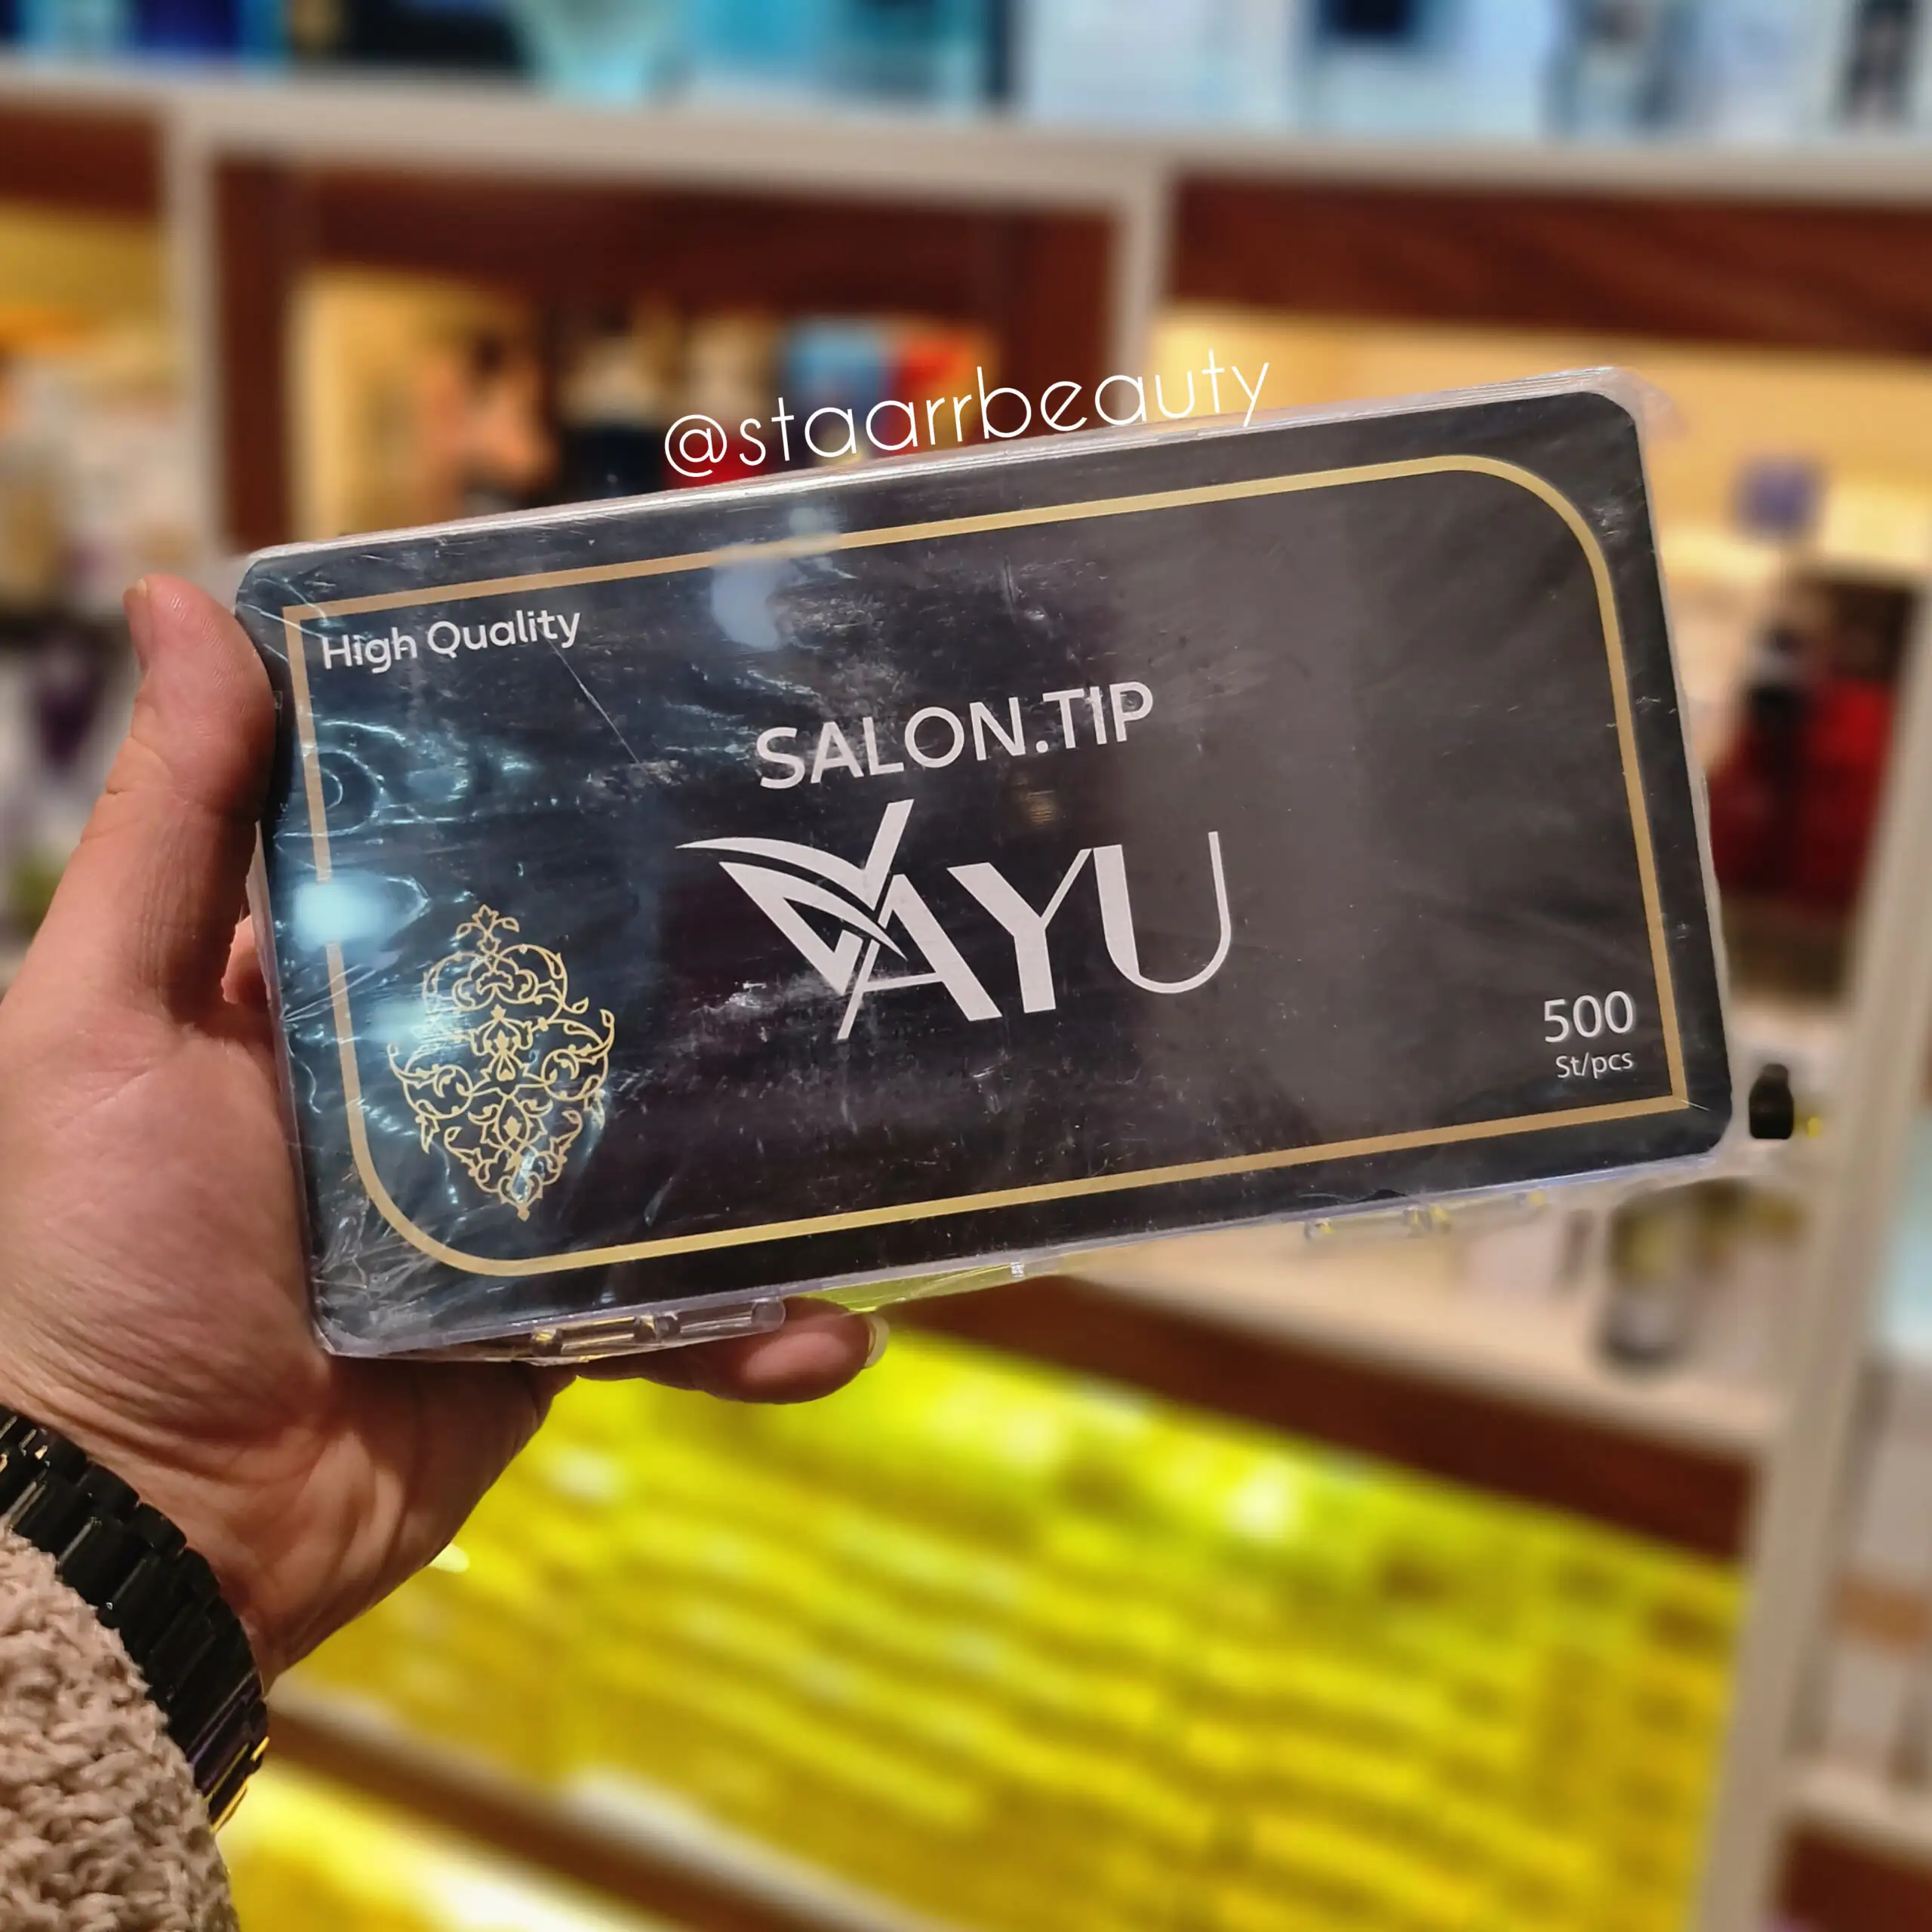 @staarrbeauty
High Quality
SALON.TIP
VAYU
500
St/pcs